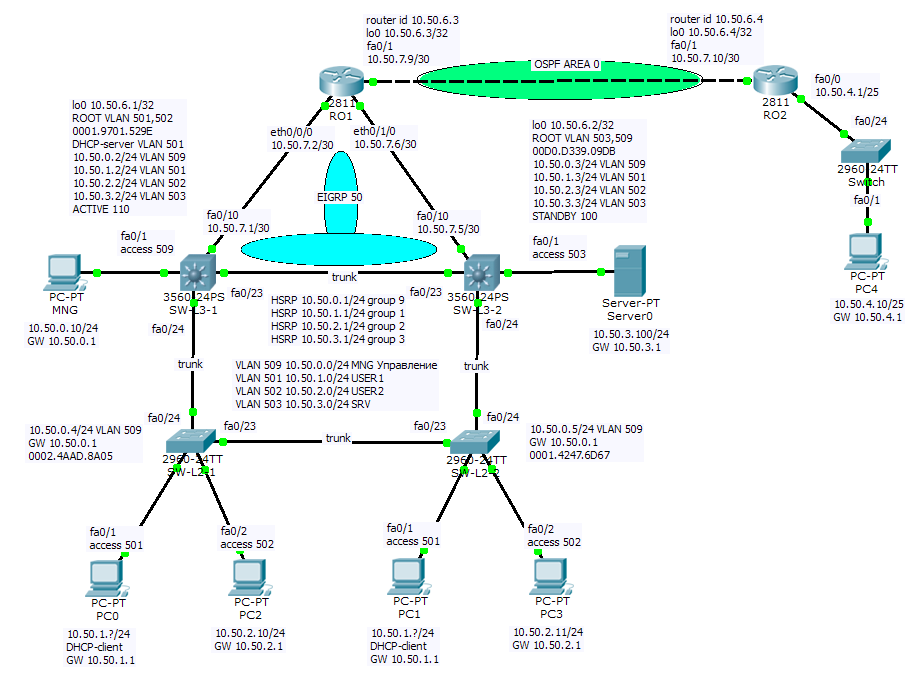 router id 10.50.6.3
lo0 10.50.6.3/32
fa0/1
10.50.7.9/30
router id 10.50.6.4
lo0 10.50.6.4/32
fa0/1
10.50.7.10/30
OSPF AREA 0
2811
RO1
2811
RO2
fa0/0
10.50.4.1/25
fa0/24
2960-24TT
Switch
fa0/1
PC-PT
PC4
10.50.4.10/25
GW 10.50.4.1
lo0 10.50.6.1/32
ROOT VLAN 501,502
0001.9701.529E
DHCP-server VLAN 501
10.50.0.2/24 VLAN 509
10.50.1.2/24 VLAN 501
10.50.2.2/24 VLAN 502
10.50.3.2/24 VLAN 503
ACTIVE 110
eth0/0/0
10.50.7.2/30
eth0/1/0
10.50.7.6/30
lo0 10.50.6.2/32
ROOT VLAN 503,509
00D0.D339.09DB
10.50.0.3/24 VLAN 509
10.50.1.3/24 VLAN 501
10.50.2.3/24 VLAN 502
10.50.3.3/24 VLAN 503
STANDBY 100
EIGRP 50
fa0/10
10.50.7.1/30
fa0/10
10.50.7.5/30
fa0/1
access 509
fa0/1
access 503
trunk
PC-PT
MNG
10.50.0.10/24
GW 10.50.0.1
3560-24PS
SW-L3-1
fa0/23
fa0/24
fa0/23
3560-24PS
SW-L3-2
fa0/24
Server-PT
Server0
10.50.3.100/24
GW 10.50.3.1
HSRP 10.50.0.1/24 group 9
HSRP 10.50.1.1/24 group 1
HSRP 10.50.2.1/24 group 2
HSRP 10.50.3.1/24 group 3
trunk
trunk
VLAN 509 10.50.0.0/24 MNG Управление
VLAN 501 10.50.1.0/24 USER1
VLAN 502 10.50.2.0/24 USER2
VLAN 503 10.50.3.0/24 SRV
10.50.0.4/24 VLAN 509
GW 10.50.0.1
0002.4AAD.8A05
fa0/24
fa0/23
trunk
fa0/23
fa0/24
10.50.0.5/24 VLAN 509
GW 10.50.0.1
0001.4247.6D67
2960-24TT
SW-L2-1
2960-24TT
SW-L2-2
fa0/1
access 501
fa0/2
access 502
fa0/1
access 501
fa0/2
access 502
PC-PT
PC0
PC-PT
PC2
PC-PT
PC1
PC-PT
PC3
10.50.1.?/24
DHCP-client
GW 10.50.1.1
10.50.2.10/24
GW 10.50.2.1
10.50.1.?/24
DHCP-client
GW 10.50.1.1
10.50.2.11/24
GW 10.50.2.1